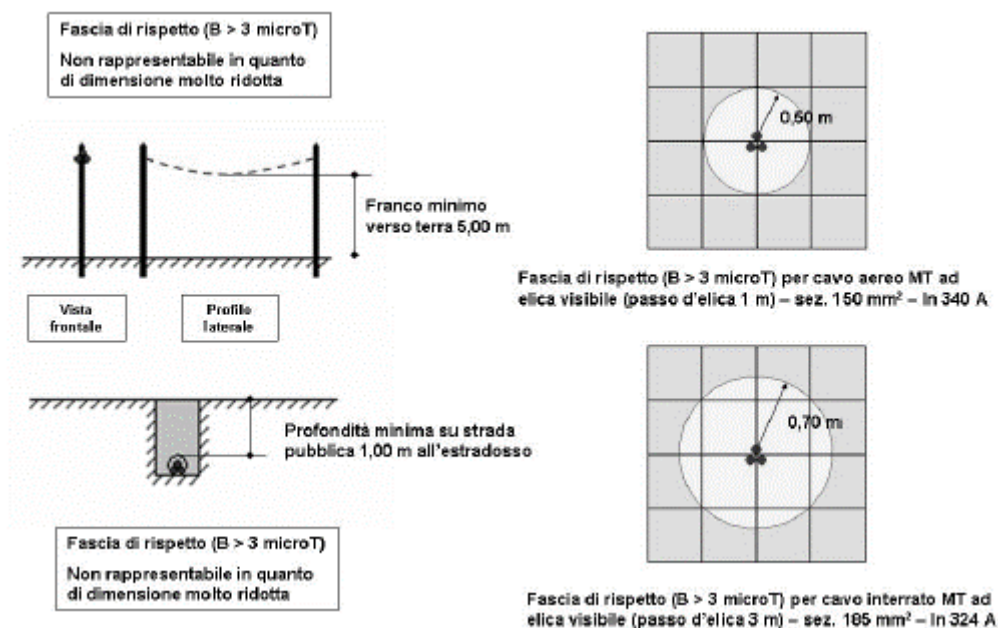 Fascia di rispetto (B > 3 microT)
Non rappresentabile in quanto
di dimensione molto ridotta
Franco minimo
verso terra 5,00 m
Vista
frontale
Profilo
laterale
Profondità minima su strada
pubblica 1,00 m all'estradosso
Fascia di rispetto (B > 3 microT)
Non rappresentabile in quanto
di dimensione molto ridotta
0,50 m
Fascia di rispetto (B > 3 microT) per cavo aereo MT ad
elica visibile (passo d'elica 1 m) – sez. 150 mm² – In 340 A
0,70 m
Fascia di rispetto (B > 3 microT) per cavo interrato MT ad
elica visibile (passo d'elica 3 m) – sez. 185 mm² – In 324 A